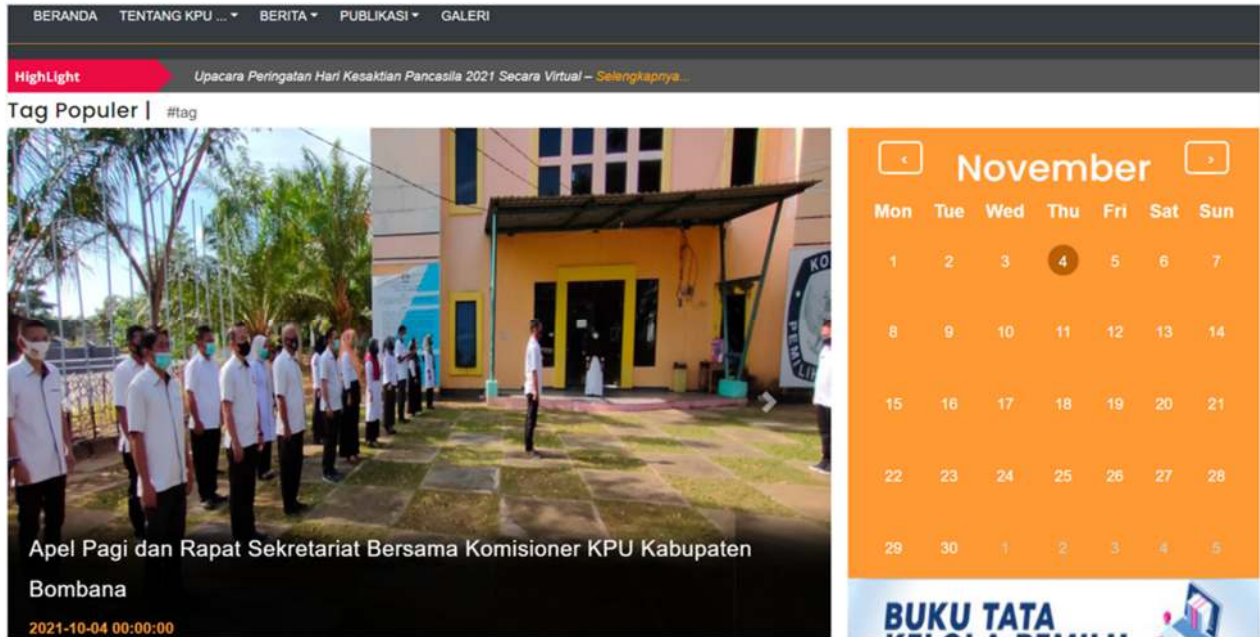 BERANDA TENTANG KPU ... BERITA PUBLIKASI GALERI
HighLight Upacara Peringatan Hari Kesaktian Pancasila 2021 Secara Virtual – Selengkapnya...
Tag Populer | #tag
Apel Pagi dan Rapat Sekretariat Bersama Komisioner KPU Kabupaten
Bombana
2021-10-04 00:00:00
‹ November ›
Mon Tue Wed Thu Fri Sat Sun
1 2 3 4 5 6 7
8 9 10 11 12 13 14
15 16 17 18 19 20 21
22 23 24 25 26 27 28
29 30 1 2 3 4 5
BUKU TATA